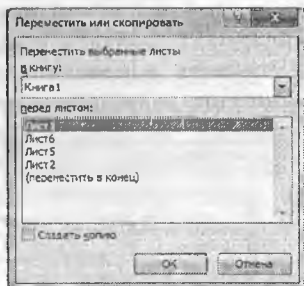 Переместить или скопировать
Переместить выбранные листы
в книгу:
Книга1
перед листом:
Лист6
Лист5
Лист2
(переместить в конец)
Создать копию
ОК
Отмена